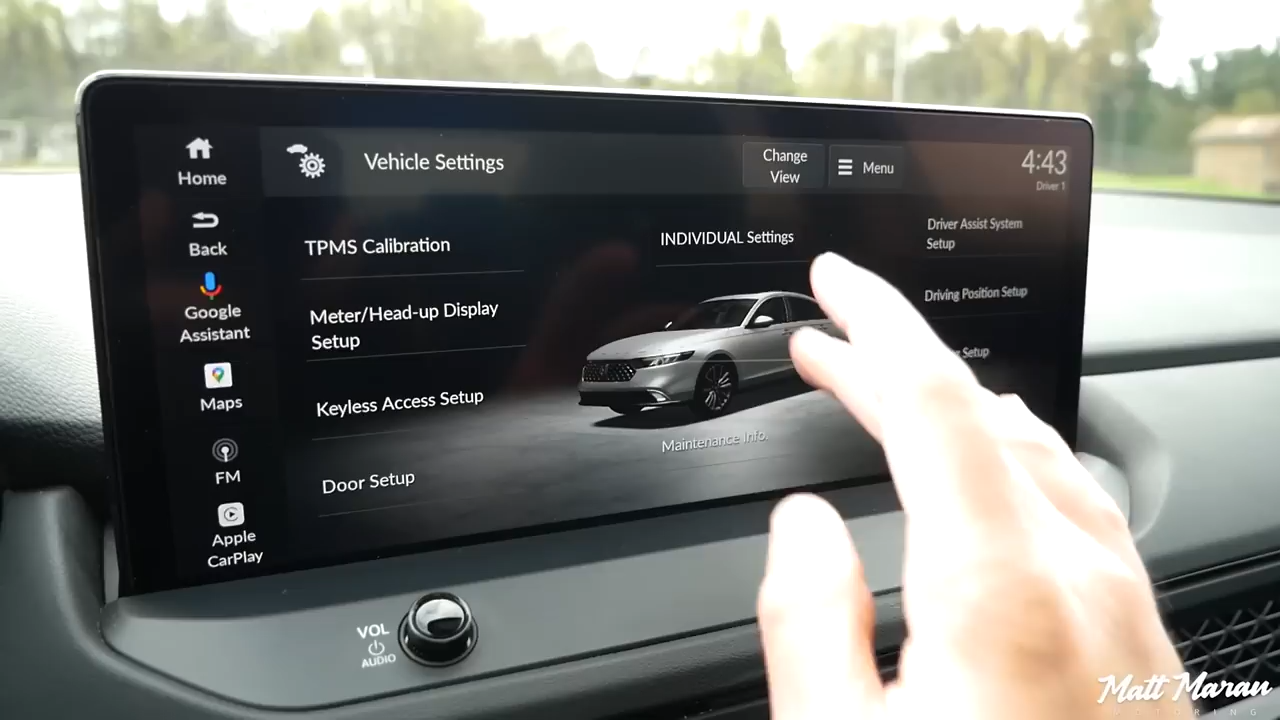 Home
Back
Google
Assistant
Maps
FM
Apple
CarPlay
Vehicle Settings
Change
View
Menu
4:43
Driver 1
TPMS Calibration
Meter/Head-up Display
Setup
Keyless Access Setup
Door Setup
INDIVIDUAL Settings
Maintenance Info.
Driver Assist System
Setup
Driving Position Setup
Setup
VOL
AUDIO
Matt Maran
MOTORING